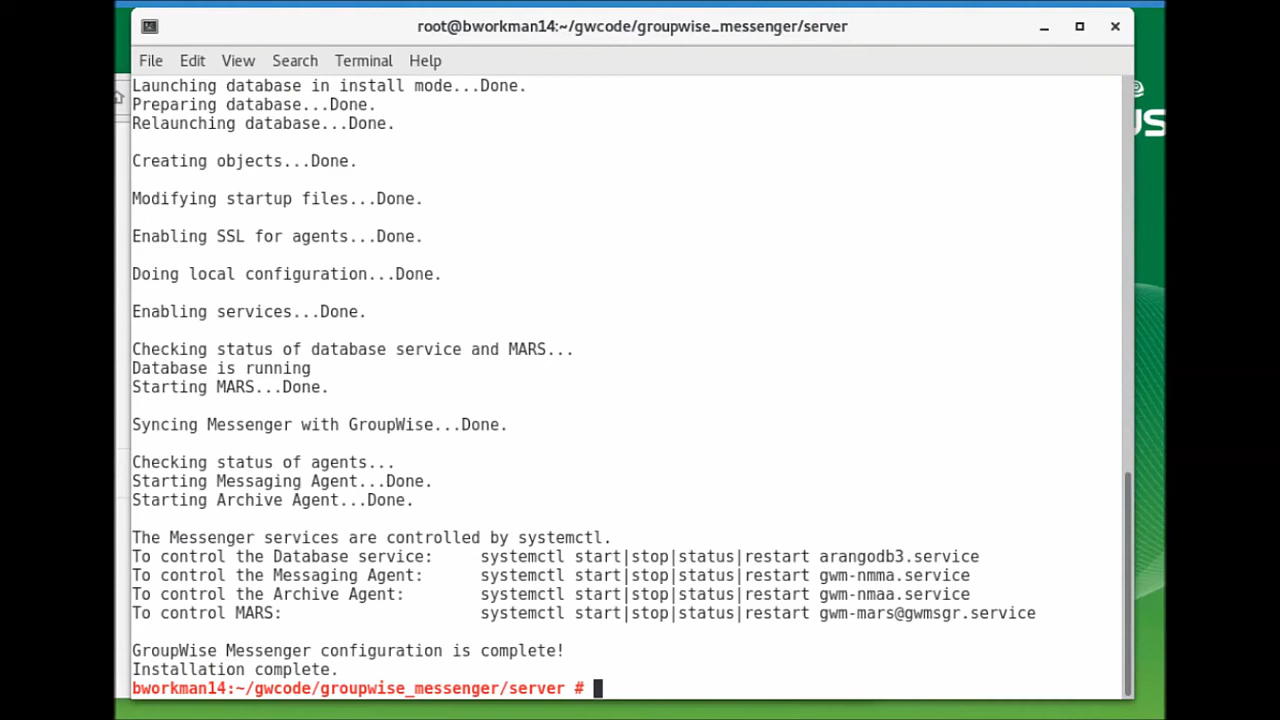 root@bworkman14:~/gwcode/groupwise_messenger/server
File Edit View Search Terminal Help
Launching database in install mode...Done.
Preparing database...Done.
Relaunching database...Done.
Creating objects...Done.
Modifying startup files...Done.
Enabling SSL for agents...Done.
Doing local configuration...Done.
Enabling services...Done.
Checking status of database service and MARS...
Database is running
Starting MARS...Done.
Syncing Messenger with GroupWise...Done.
Checking status of agents...
Starting Messaging Agent...Done.
Starting Archive Agent...Done.
The Messenger services are controlled by systemctl.
To control the Database service: systemctl start|stop|status|restart arangodb3.service
To control the Messaging Agent: systemctl start|stop|status|restart gwm-nmma.service
To control the Archive Agent: systemctl start|stop|status|restart gwm-nmaa.service
To control MARS: systemctl start|stop|status|restart gwm-mars@gwmsgr.service
GroupWise Messenger configuration is complete!
Installation complete.
bworkman14:~/gwcode/groupwise_messenger/server #